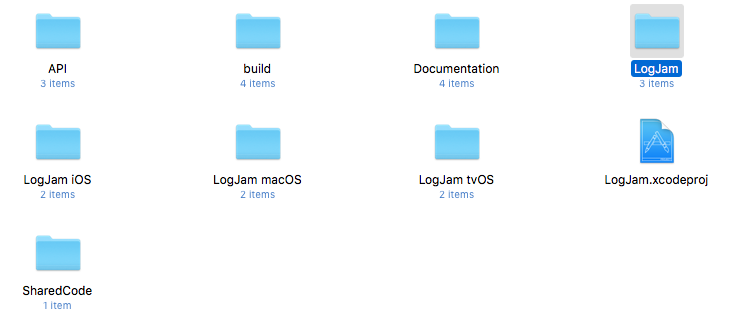 API
3 items
build
4 items
Documentation
4 items
LogJam
3 items
LogJam iOS
2 items
LogJam macOS
2 items
LogJam tvOS
2 items
LogJam.xcodeproj
SharedCode
1 item